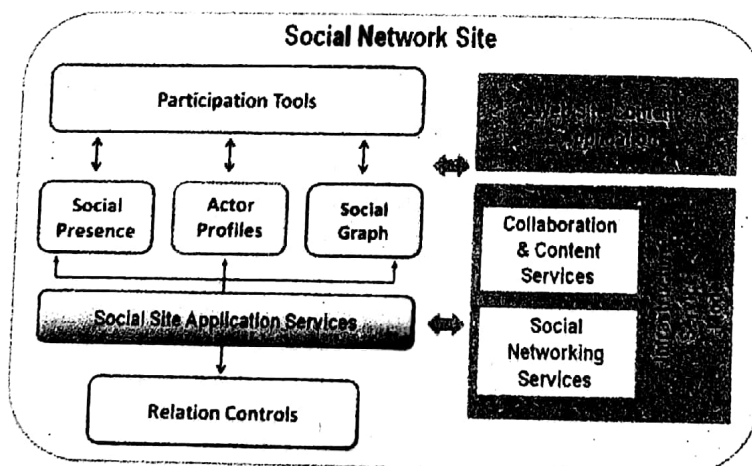 Social Network Site
Participation Tools
Social
Presence
Actor
Profiles
Social
Graph
Social Site Application Services
Relation Controls
Collaboration
& Content
Services
Social
Networking
Services